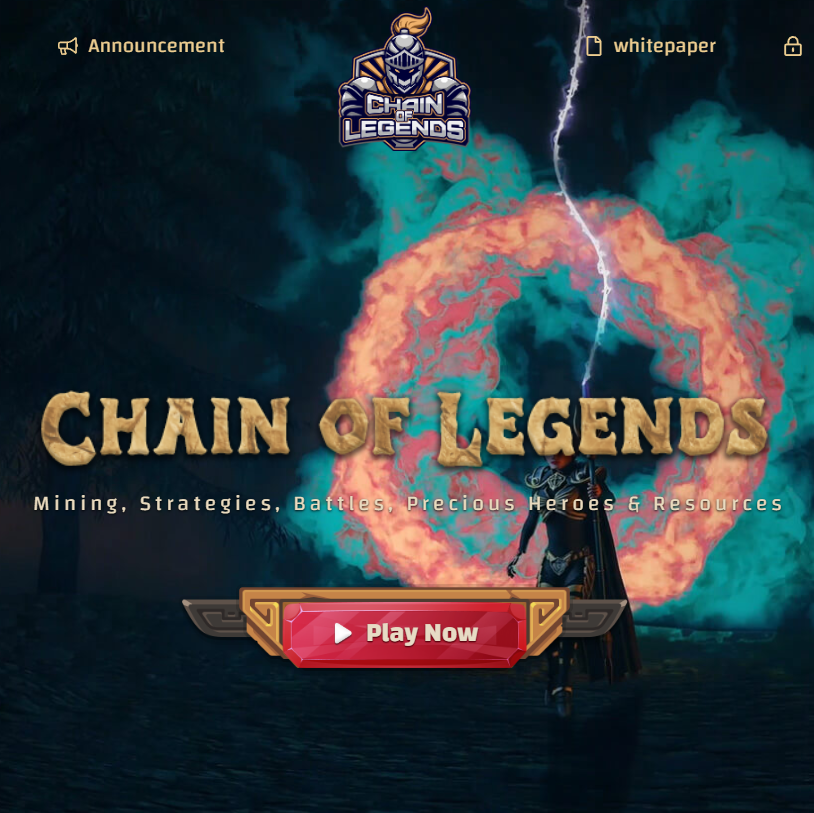 Announcement
CHAIN
OF
LEGENDS
whitepaper
Chain of Legends
Mining, Strategies, Battles, Precious Heroes & Resources
Play Now